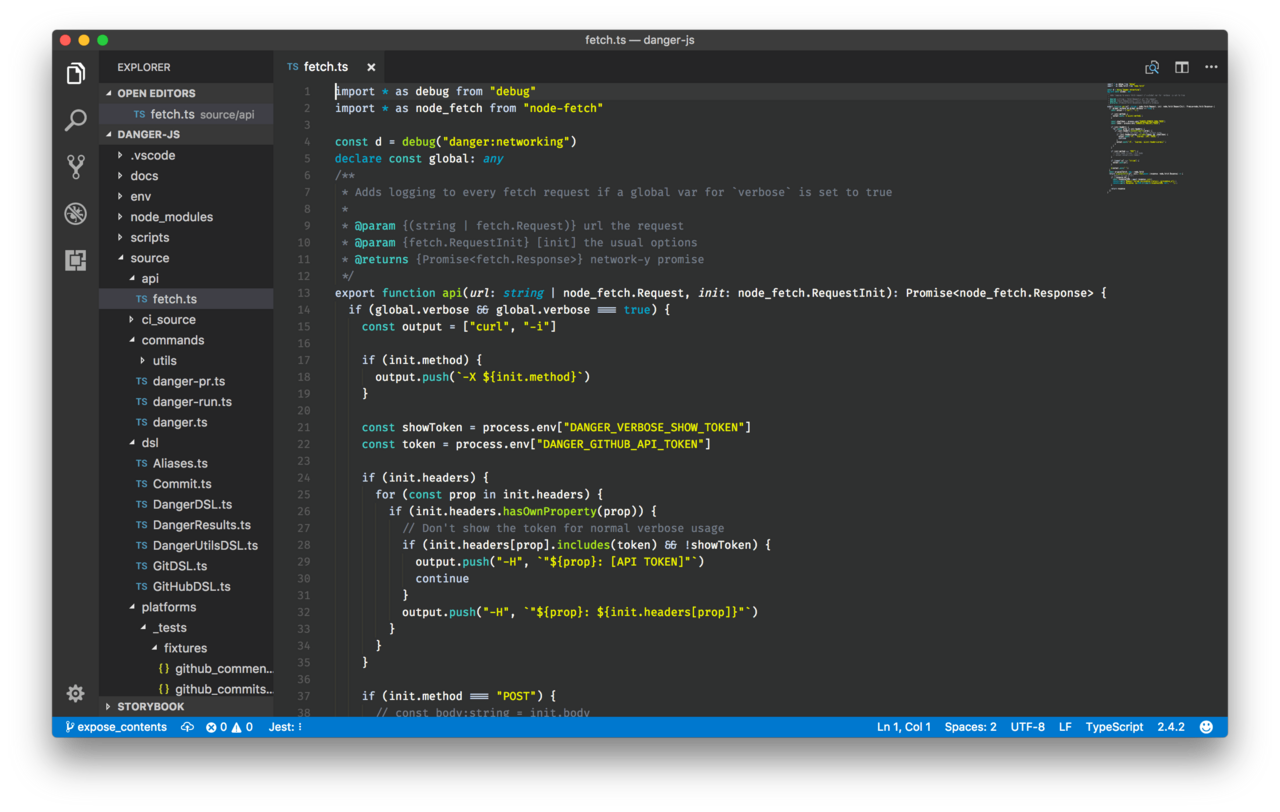 fetch.ts — danger-js
EXPLORER
OPEN EDITORS
TS fetch.ts source/api
DANGER-JS
.vscode
docs
env
node_modules
scripts
source
api
TS fetch.ts
ci_source
commands
utils
TS danger-pr.ts
TS danger-run.ts
TS danger.ts
dsl
TS Aliases.ts
TS Commit.ts
TS DangerDSL.ts
TS DangerResults.ts
TS DangerUtilsDSL.ts
TS GitDSL.ts
TS GitHubDSL.ts
platforms
_tests
fixtures
{} github_commen...
{} github_commits...
STORYBOOK
TS fetch.ts ×
1 import * as debug from "debug"
2 import * as node_fetch from "node-fetch"
3
4 const d = debug("danger:networking")
5 declare const global: any
6 /**
7 * Adds logging to every fetch request if a global var for `verbose` is set to true
8 *
9 * @param {(string | fetch.Request)} url the request
10 * @param {fetch.RequestInit} [init] the usual options
11 * @returns {Promise<fetch.Response>} network-y promise
12 */
13 export function api(url: string | node_fetch.Request, init: node_fetch.RequestInit): Promise<node_fetch.Response> {
14 if (global.verbose && global.verbose === true) {
15 const output = ["curl", "-i"]
16
17 if (init.method) {
18 output.push(`-X ${init.method}`)
19 }
20
21 const showToken = process.env["DANGER_VERBOSE_SHOW_TOKEN"]
22 const token = process.env["DANGER_GITHUB_API_TOKEN"]
23
24 if (init.headers) {
25 for (const prop in init.headers) {
26 if (init.headers.hasOwnProperty(prop)) {
27 // Don't show the token for normal verbose usage
28 if (init.headers[prop].includes(token) && !showToken) {
29 output.push("-H", `"${prop}: [API TOKEN]"`)
30 continue
31 }
32 output.push("-H", `"${prop}: ${init.headers[prop]}"`)
33 }
34 }
35 }
36
37 if (init.method === "POST") {
38 // const body:string = init.body
expose_contents 0 0 Jest: Ln 1, Col 1 Spaces: 2 UTF-8 LF TypeScript 2.4.2